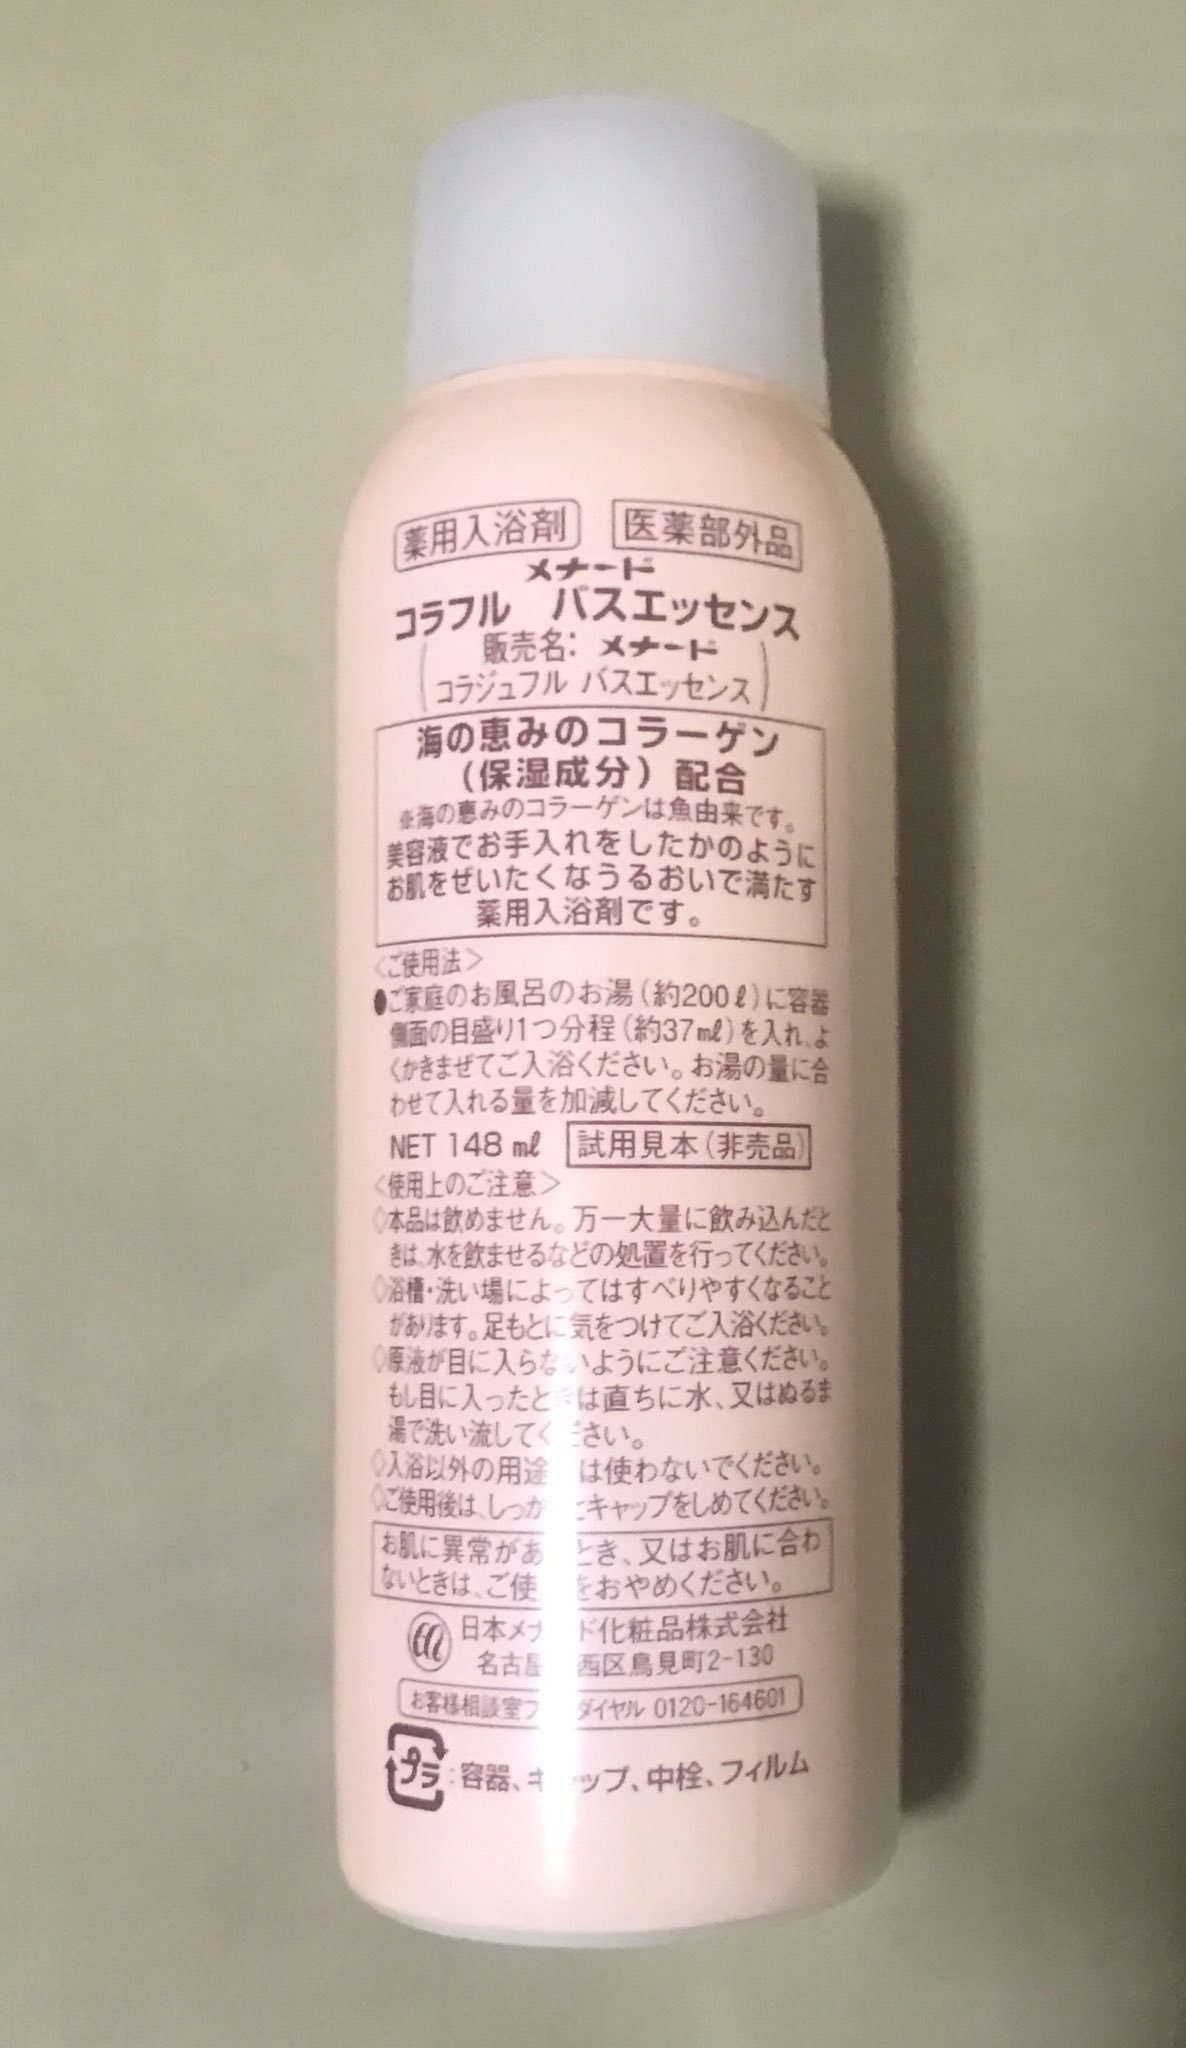 薬用入浴剤 医薬部外品
メナード
コラフル バスエッセンス
販売名：メナード
コラジュフル バスエッセンス
海の恵みのコラーゲン
（保湿成分）配合
※海の恵みのコラーゲンは魚由来です。
美容液でお手入れをしたかのように
お肌をぜいたくなうるおいで満たす
薬用入浴剤です。
＜ご使用法＞
●ご家庭のお風呂のお湯（約200ℓ）に容器
側面の目盛り1つ分程（約37㎖）を入れ、よ
くかきまぜてご入浴ください。お湯の量に合
わせて入れる量を加減してください。
NET 148 ㎖ 試用見本（非売品）
＜使用上のご注意＞
◇本品は飲めません。万一大量に飲み込んだと
きは、水を飲ませるなどの処置を行ってください。
◇浴槽・洗い場によってはすべりやすくなること
があります。足もとに気をつけてご入浴ください。
◇原液が目に入らないようにご注意ください。
もし目に入ったときは直ちに水、又はぬるま
湯で洗い流してください。
◇入浴以外の用途 は使わないでください。
◇ご使用後は、しっかりとキャップをしめてください。
お肌に異常があるとき、又はお肌に合わ
ないときは、ご使用をおやめください。
日本メナード化粧品株式会社
名古屋 西区鳥見町2-130
お客様相談室フリーダイヤル 0120-164601
プラ：容器、キャップ、中栓、フィルム